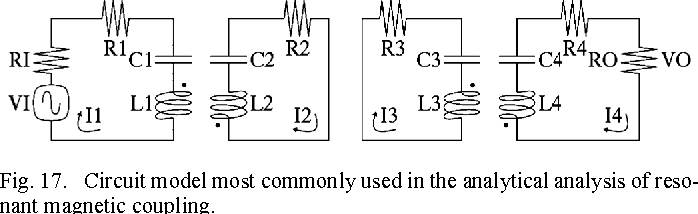 R1 R2 R3 R4
RI C1 C2 C3 C4 RO VO
VI I1 L1 L2 I2 I3 L3 L4 I4
Fig. 17. Circuit model most commonly used in the analytical analysis of reso-
nant magnetic coupling.